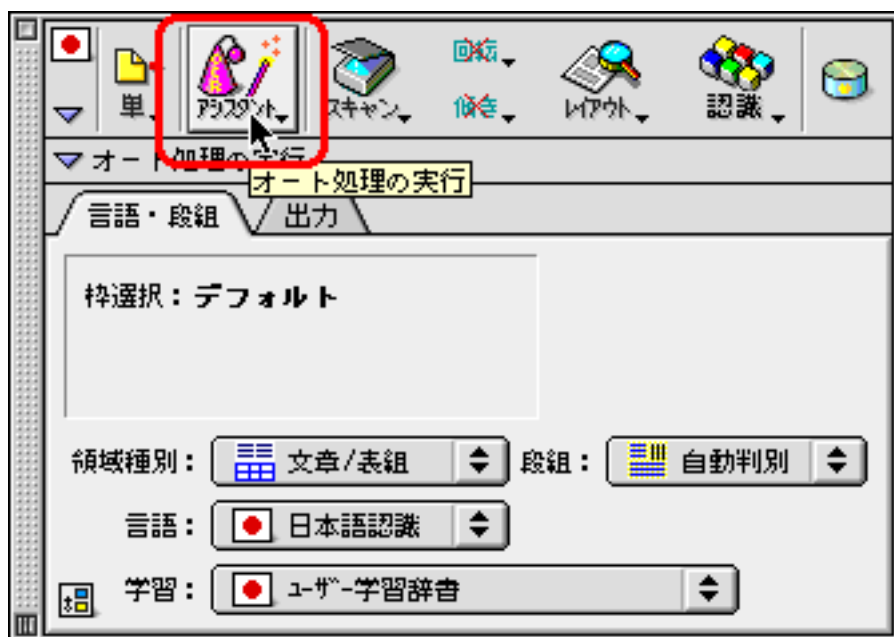 単 アシスタント スキャン 回転 傾き レイアウト 認識
オート処理の実行
オート処理の実行
言語・段組 出力
枠選択：デフォルト
領域種別： 文章/表組 段組： 自動判別
言語： 日本語認識
学習： ユーザー学習辞書